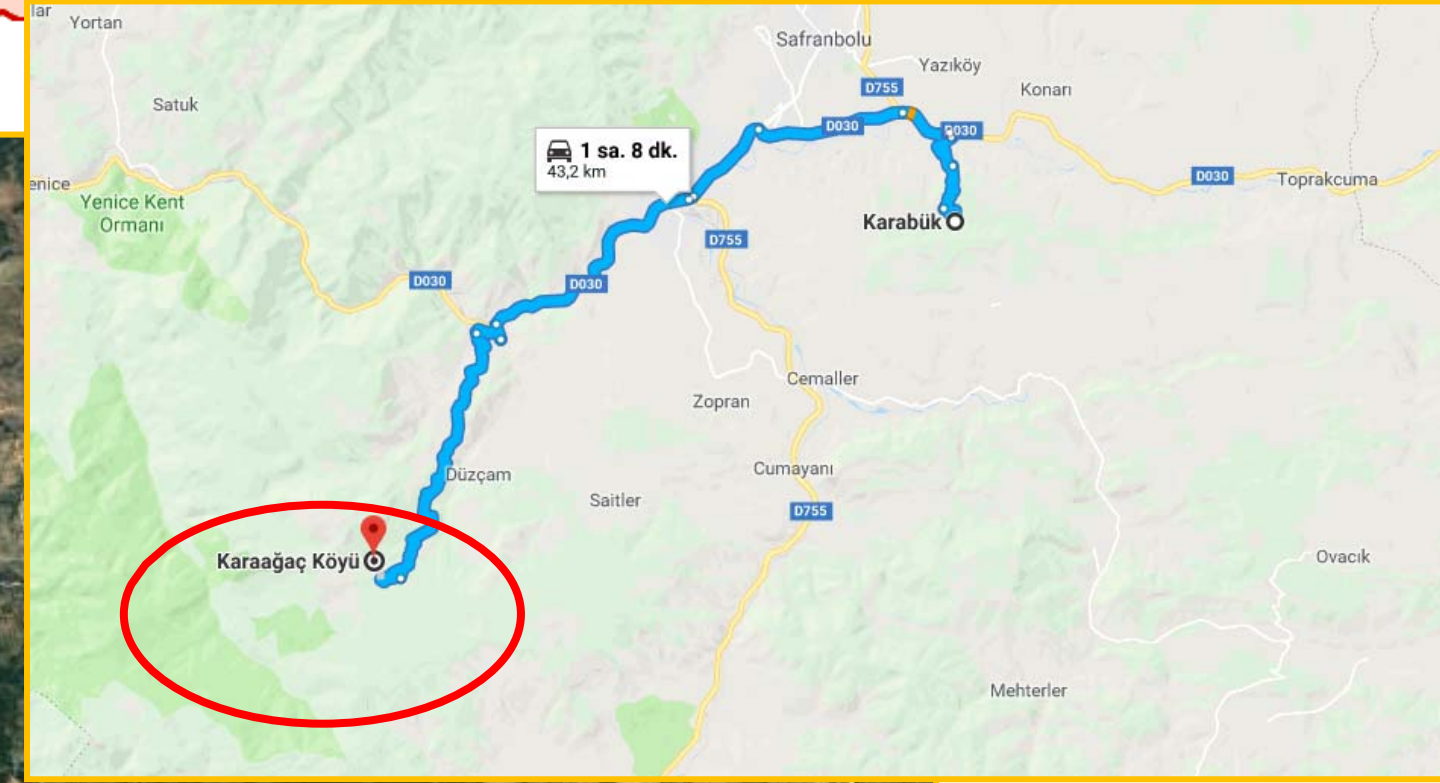 lar
Yortan
Safranbolu
Yazıköy
D755
Konarı
Satuk
D030
D030
1 sa. 8 dk.
43,2 km
enice
Yenice Kent
Ormanı
D030
Toprakcuma
Karabük
D755
D030
D030
Cemaller
Zopran
Düzçam
Cumayanı
Saitler
D755
Karaağaç Köyü
Ovacık
Mehterler